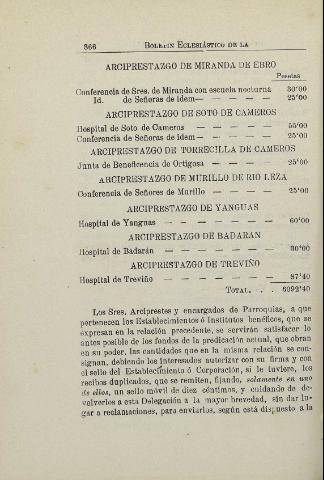 366 BOLETIN ECLESIÁSTICO DE LA
ARCIPRESTAZGO DE MIRANDA DE EBRO
Pesetas
Conferencia de Sres. de Miranda con escuela nocturna 30'00
Id. de Señoras de idem— — — — — 25'00
ARCIPRESTAZGO DE SOTO DE CAMEROS
Hospital de Soto de Cameros — — — — — 55'00
Conferencia de Señoras de idem— — — — 25'00
ARCIPRESTAZGO DE TORRECILLA DE CAMEROS
Junta de Beneficencia de Ortigosa — — — — 25'00
ARCIPRESTAZGO DE MURILLO DE RIO LEZA
Conferencia de Señores de Murillo — — — — 25'00
ARCIPRESTAZGO DE YANGUAS
Hospital de Yanguas — — — — — — 60'00
ARCIPRESTAZGO DE BADARAN
Hospital de Badarán — — — — — — 30'00
ARCIPRESTAZGO DE TREVIÑO
Hospital de Treviño — — — — — — 87'40
TOTAL. . . 6092'40
Los Sres. Arciprestes y encargados de Parroquias, a que
pertenecen los Establecimientos ó Institutos benéficos, que se
expresan en la relación precedente, se servirán satisfacer lo
antes posible de los fondos de la predicación actual, que obran
en su poder, las cantidades que en la misma relación se con-
signan, debiendo los interesados autorizar con su firma y con
el sello del Establecimiento ó Corporación, si le tuviere, los
recibos duplicados, que se remiten, fijando, solamente en uno
de ellos, un sello móvil de diez céntimos, y cuidando de de-
volverlos a esta Delegación a la mayor brevedad, sin dar lu-
gar a reclamaciones, para enviarlos, según está dispuesto a la